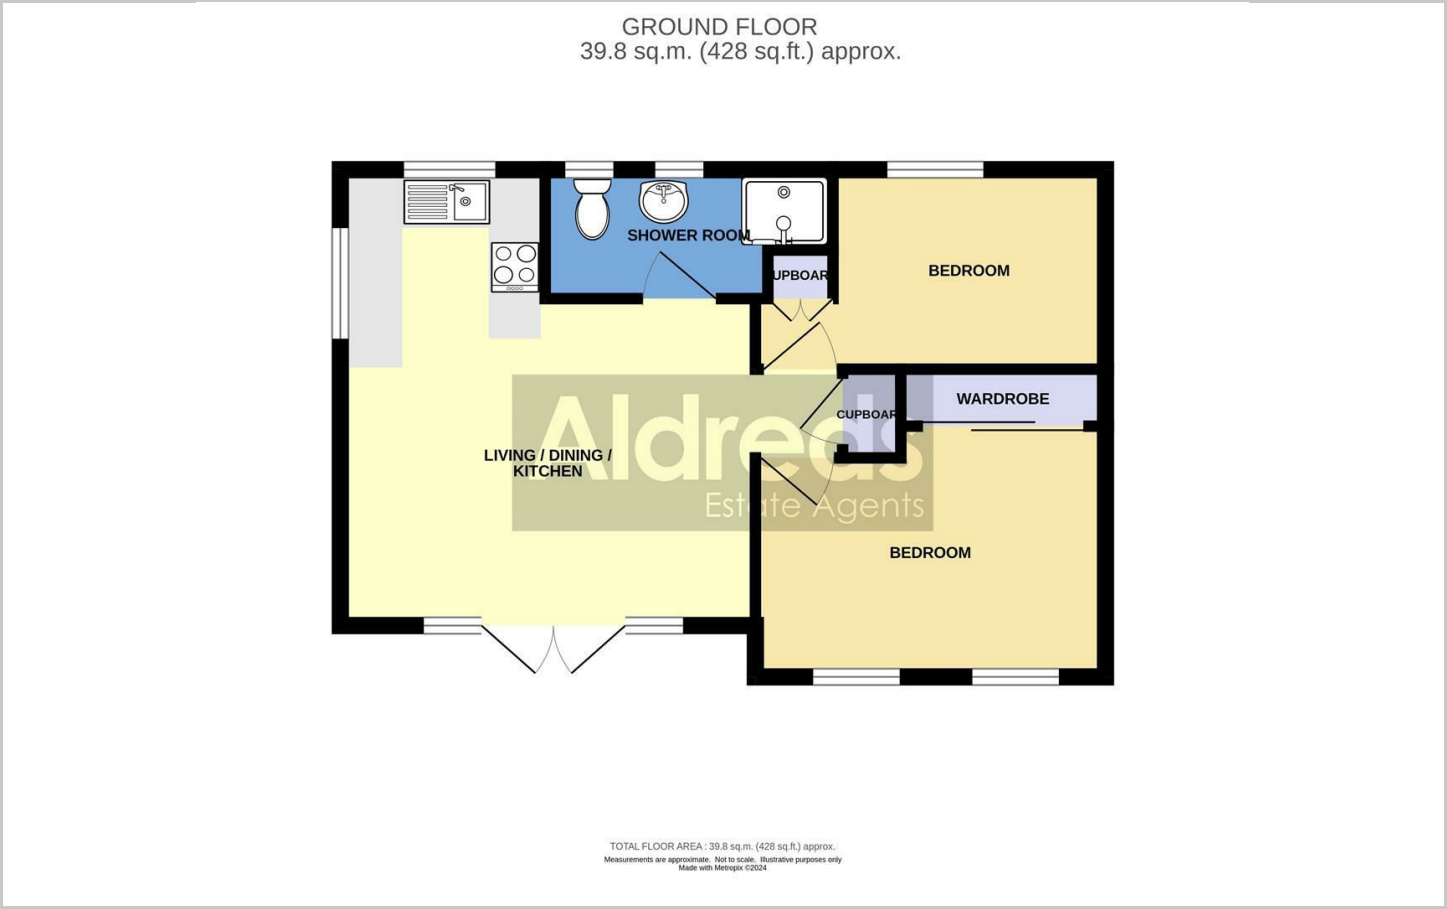 GROUND FLOOR
39.8 sq.m. (428 sq.ft.) approx.
SHOWER ROOM
UPBOAR
BEDROOM
WARDROBE
CUPBOAR
LIVING / DINING /
KITCHEN
Aldreds
Estate Agents
BEDROOM
TOTAL FLOOR AREA : 39.8 sq.m. (428 sq.ft.) approx.
Measurements are approximate. Not to scale. Illustrative purposes only
Made with Metropix ©2024